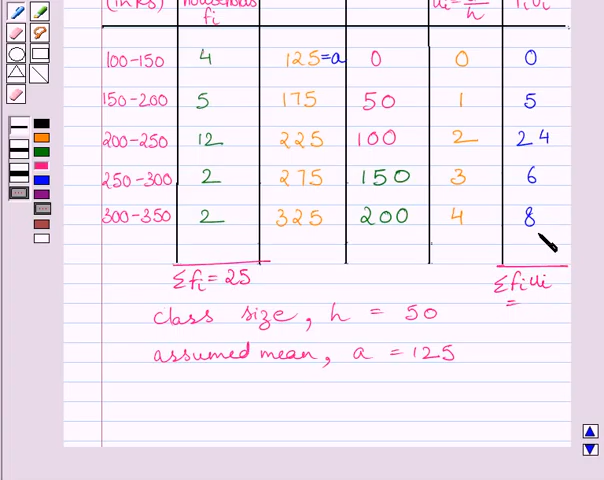 (in Rs) households uᵢ = /h fᵢuᵢ
fᵢ
100-150 4 125=a 0 0 0
150-200 5 175 50 1 5
200-250 12 225 100 2 24
250-300 2 275 150 3 6
300-350 2 325 200 4 8
Σfᵢ = 25 Σfᵢuᵢ =
class size, h = 50
assumed mean, a = 125